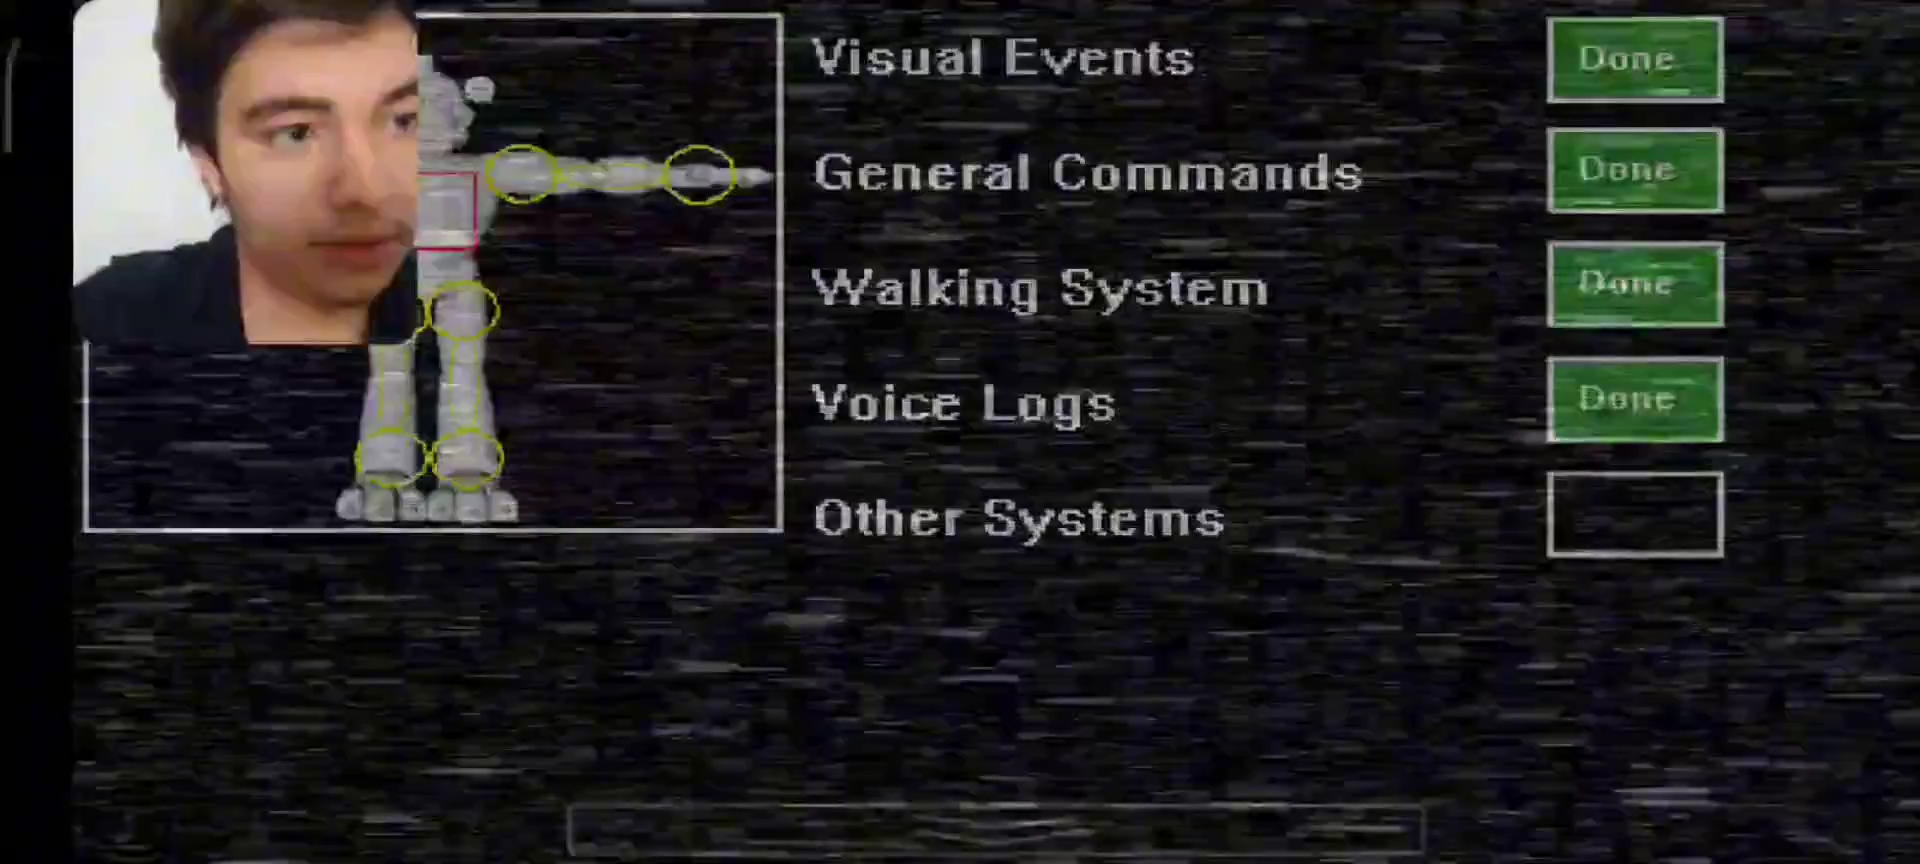 Visual Events Done
General Commands Done
Walking System Done
Voice Logs Done
Other Systems